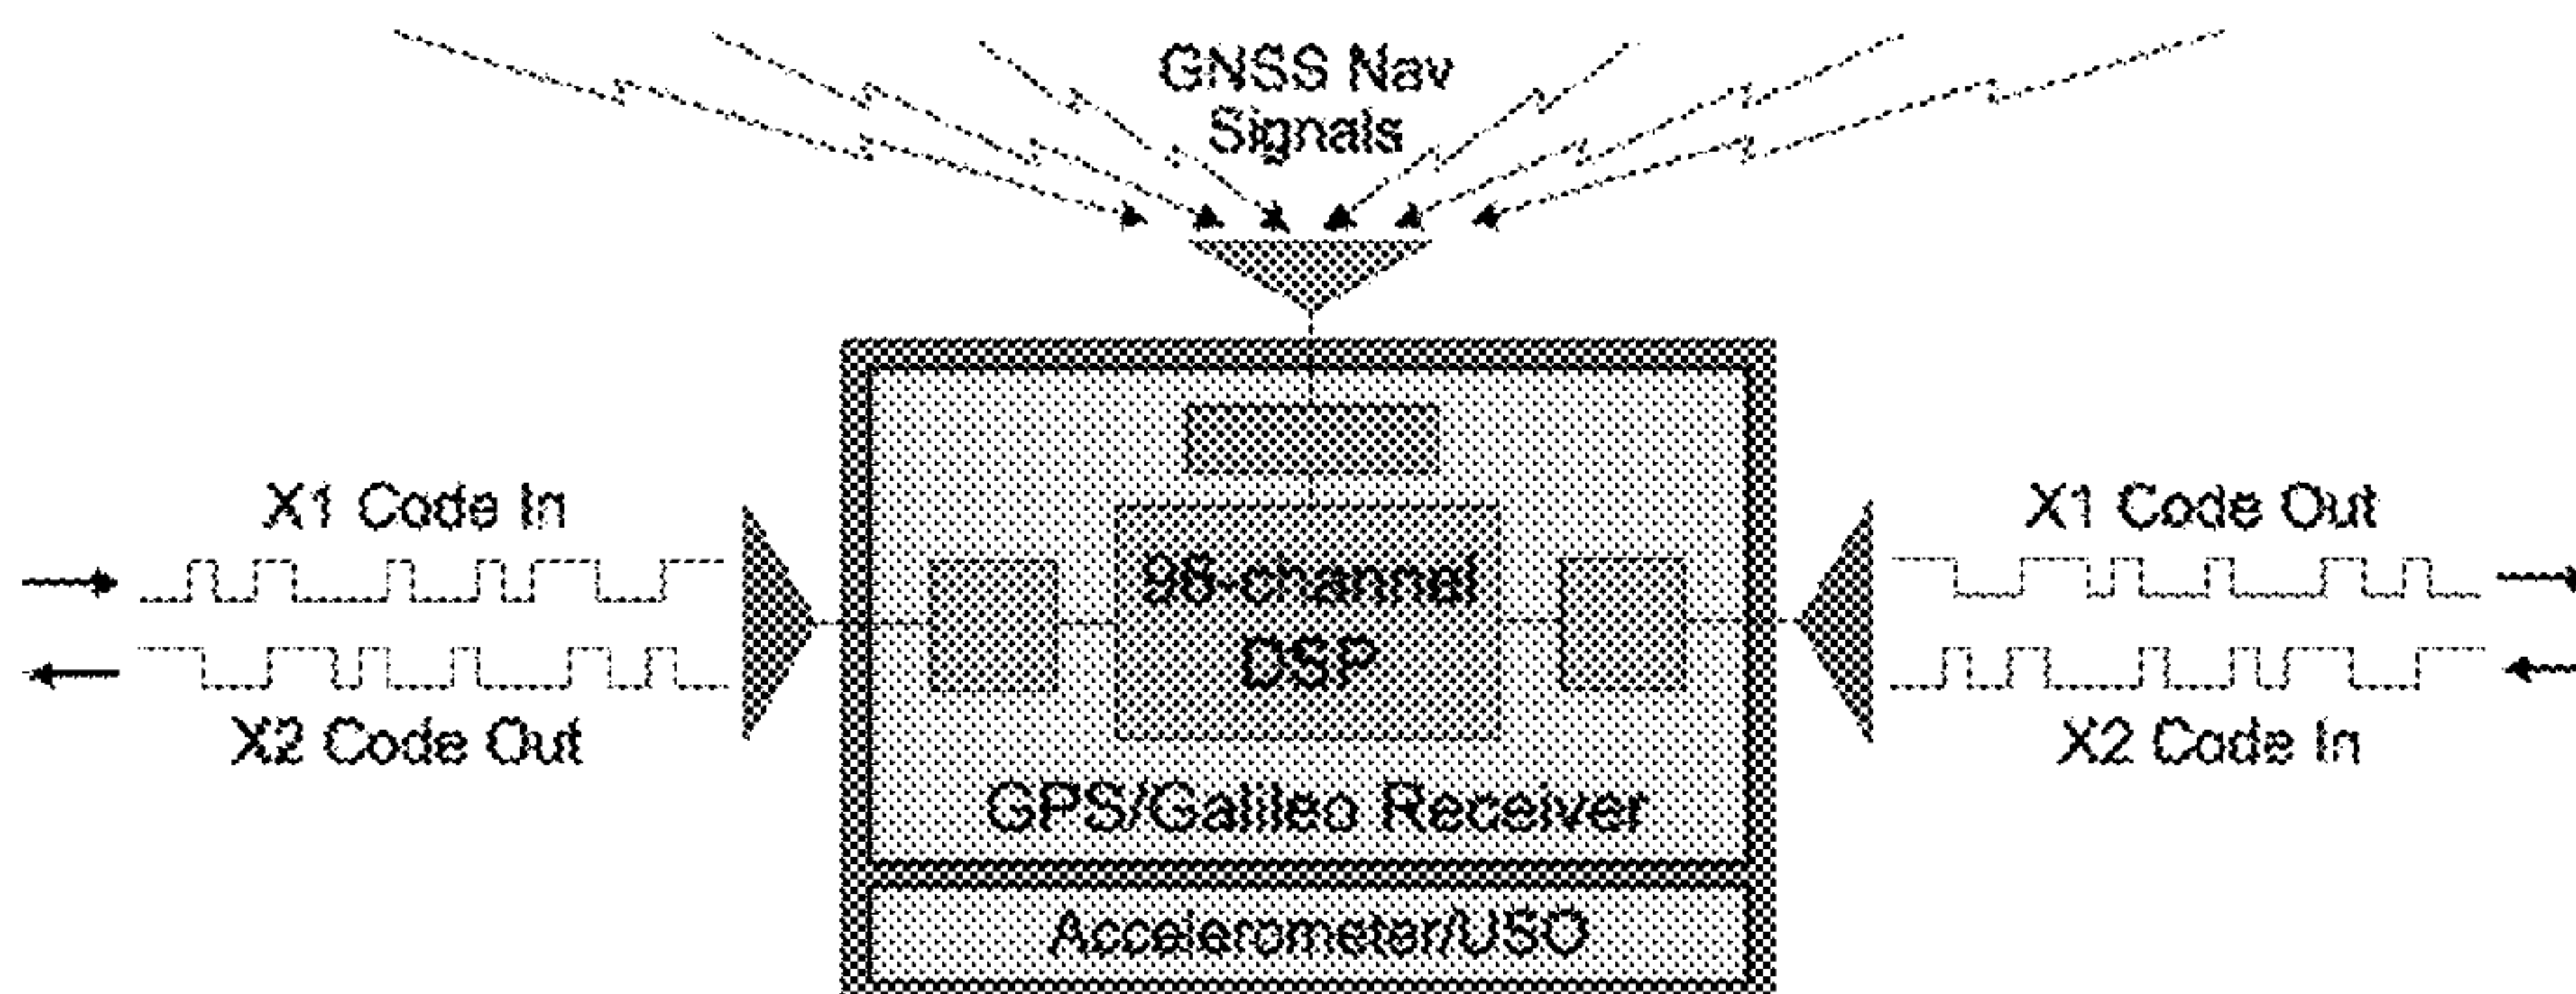 GNSS Nav
Signals
X1 Code In
X1 Code Out
96-channel
DSP
X2 Code Out
X2 Code In
GPS/Galileo Receiver
Accelerometer/USO